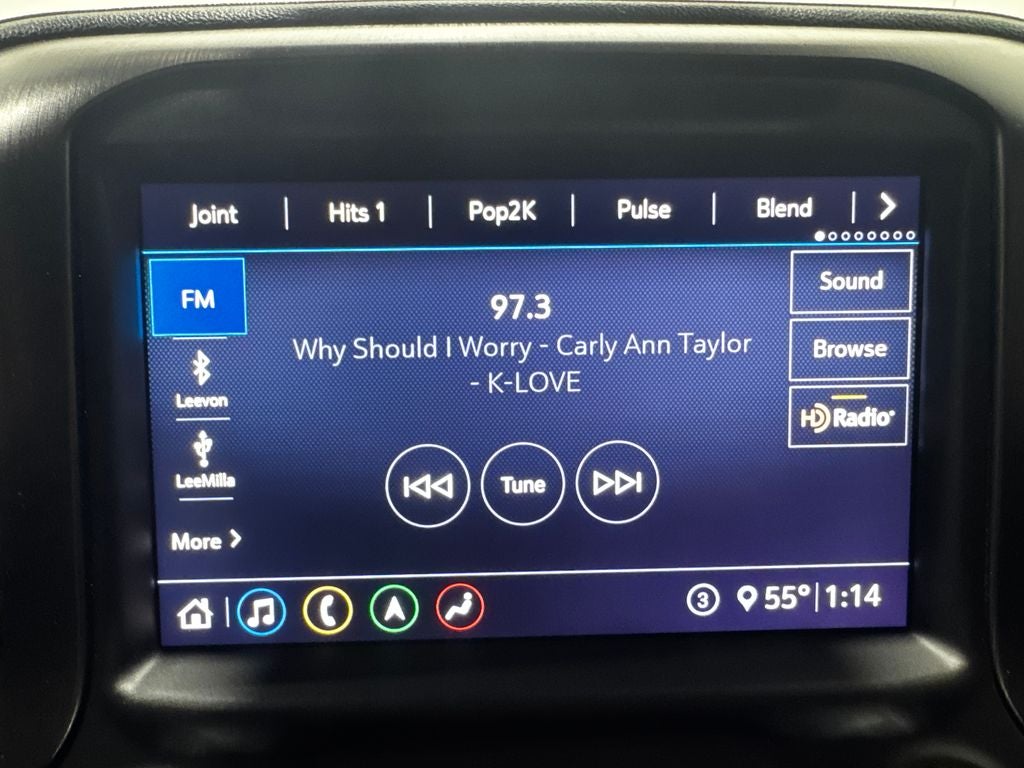 Joint | Hits 1 | Pop2K | Pulse | Blend |
FM
97.3
Why Should I Worry - Carly Ann Taylor
- K-LOVE
Sound
Browse
HD Radio
Leevon
LeeMilla
Tune
More
3 55° | 1:14